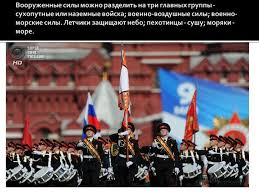 Вооруженные силы можно разделить на три главных группы -
сухопутные или наземные войска; военно-воздушные силы; военно-
морские силы. Летчики защищают небо; пехотинцы - сушу; моряки -
море.
HD